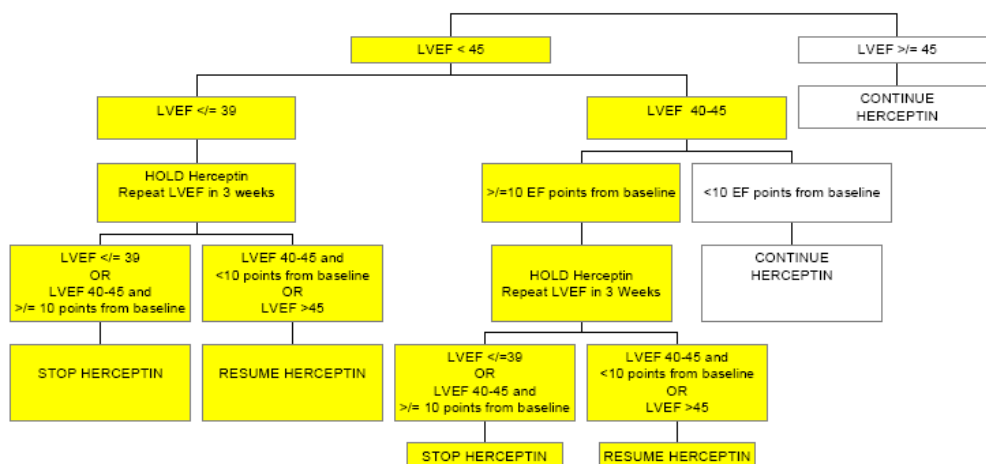 LVEF < 45
LVEF >/= 45
LVEF </= 39
LVEF 40-45
CONTINUE
HERCEPTIN
HOLD Herceptin
Repeat LVEF in 3 weeks
>/=10 EF points from baseline
<10 EF points from baseline
LVEF </= 39
OR
LVEF 40-45 and
>/= 10 points from baseline
LVEF 40-45 and
<10 points from baseline
OR
LVEF >45
HOLD Herceptin
Repeat LVEF in 3 Weeks
CONTINUE
HERCEPTIN
STOP HERCEPTIN
RESUME HERCEPTIN
LVEF </=39
OR
LVEF 40-45 and
>/= 10 points from baseline
LVEF 40-45 and
<10 points from baseline
OR
LVEF >45
STOP HERCEPTIN
RESUME HERCEPTIN